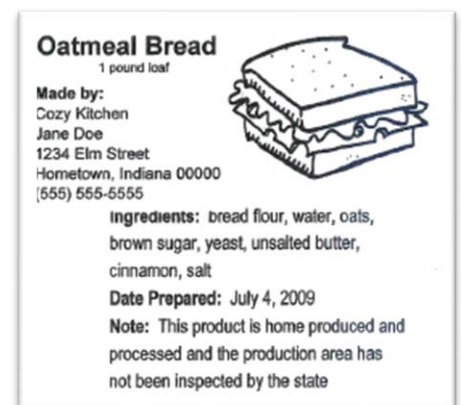 Oatmeal Bread
1 pound loaf
Made by:
Cozy Kitchen
Jane Doe
1234 Elm Street
Hometown, Indiana 00000
(555) 555-5555
Ingredients: bread flour, water, oats,
brown sugar, yeast, unsalted butter,
cinnamon, salt
Date Prepared: July 4, 2009
Note: This product is home produced and
processed and the production area has
not been inspected by the state